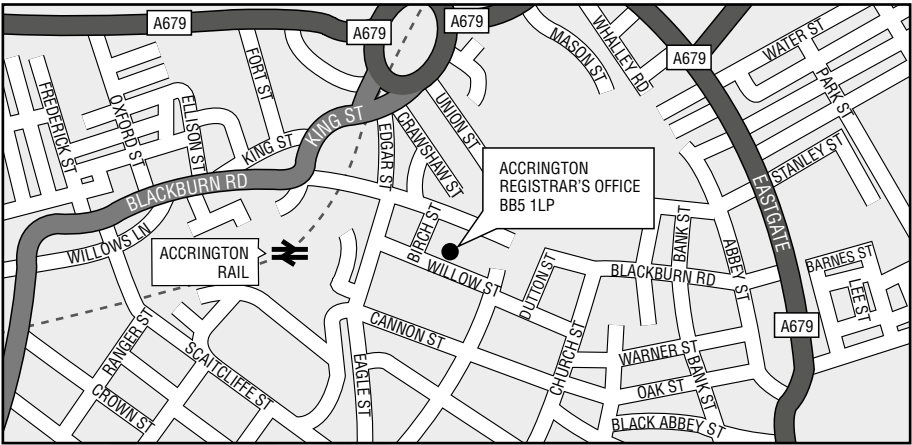 A679
A679
A679
A679
MASON ST
WHALLEY RD
WATER ST
FORT ST
FREDERICK ST
OXFORD ST
ELLISON ST
KING ST
KING ST
EDGAR ST
CRAWSHAW ST
UNION ST
PARK ST
STANLEY ST
BLACKBURN RD
ACCRINGTON
REGISTRAR'S OFFICE
BB5 1LP
EASTGATE
WILLOWS LN
ACCRINGTON
RAIL
BIRCH ST
WILLOW ST
DUTTON ST
BANK ST
ABBEY ST
BLACKBURN RD
BARNES ST
LEE ST
A679
RANGER ST
SCAITCLIFFE ST
CROWN ST
CANNON ST
EAGLE ST
CHURCH ST
WARNER ST
BANK ST
OAK ST
BLACK ABBEY ST